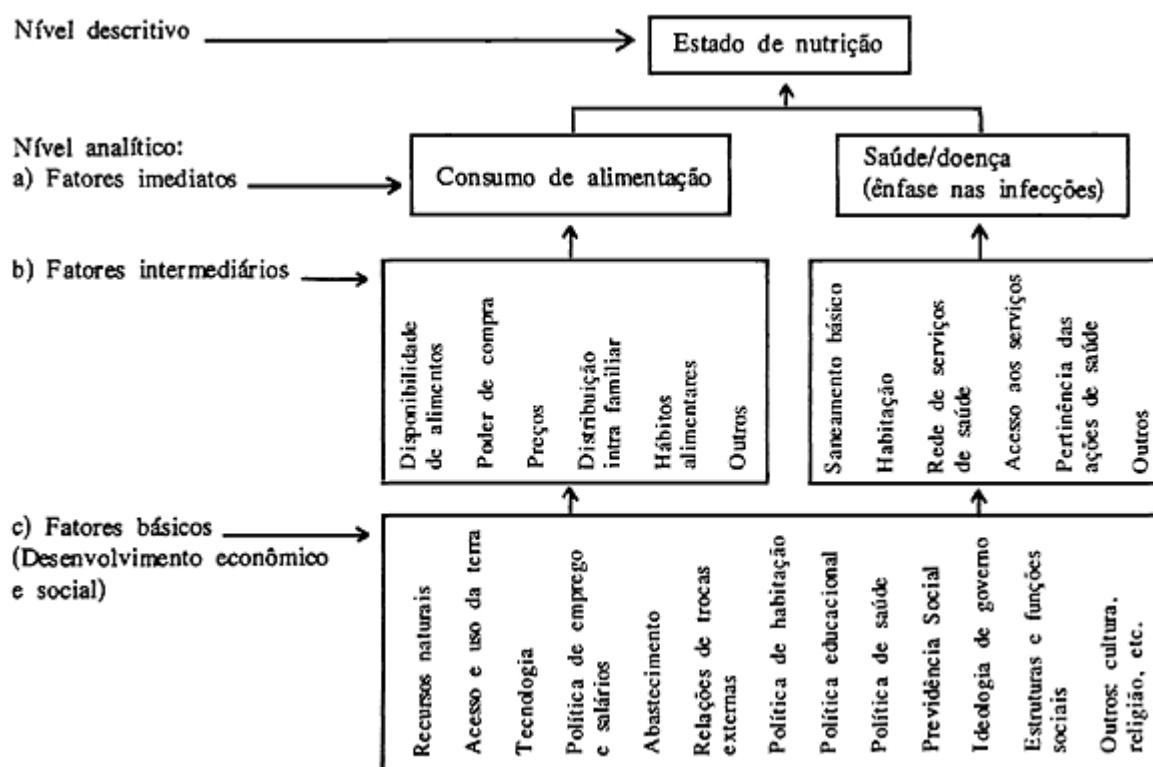 Nível descritivo
Estado de nutrição
Nível analítico:
a) Fatores imediatos
Consumo de alimentação
Saúde/doença
(ênfase nas infecções)
b) Fatores intermediários
Disponibilidade
de alimentos
Poder de compra
Preços
Distribuição
intra familiar
Hábitos
alimentares
Outros
Saneamento básico
Habitação
Rede de serviços
de saúde
Acesso aos serviços
Pertinência das
ações de saúde
Outros
c) Fatores básicos
(Desenvolvimento econômico
e social)
Recursos naturais
Acesso e uso da terra
Tecnologia
Política de emprego
e salários
Abastecimento
Relações de trocas
externas
Política de habitação
Política educacional
Política de saúde
Previdência Social
Ideologia de governo
Estruturas e funções
sociais
Outros: cultura,
religião, etc.